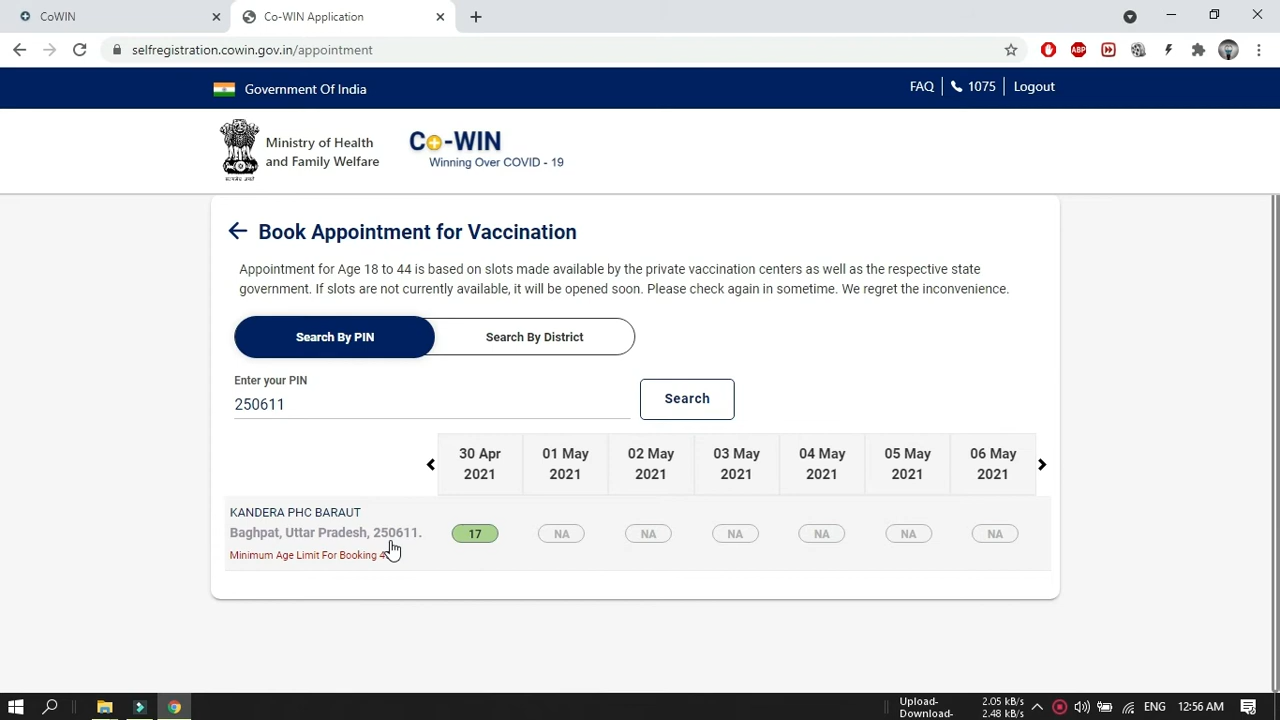 CoWIN
Co-WIN Application
selfregistration.cowin.gov.in/appointment
ABP
Government Of India
FAQ
1075
Logout
Ministry of Health
and Family Welfare
Co-WIN
Winning Over COVID - 19
Book Appointment for Vaccination
Appointment for Age 18 to 44 is based on slots made available by the private vaccination centers as well as the respective state
government. If slots are not currently available, it will be opened soon. Please check again in sometime. We regret the inconvenience.
Search By PIN
Search By District
Enter your PIN
250611
Search
30 Apr 2021
01 May 2021
02 May 2021
03 May 2021
04 May 2021
05 May 2021
06 May 2021
KANDERA PHC BARAUT
Baghpat, Uttar Pradesh, 250611.
Minimum Age Limit For Booking
17
NA
NA
NA
NA
NA
NA
Upload- 2.05 kB/s
Download- 2.48 kB/s
ENG
12:56 AM